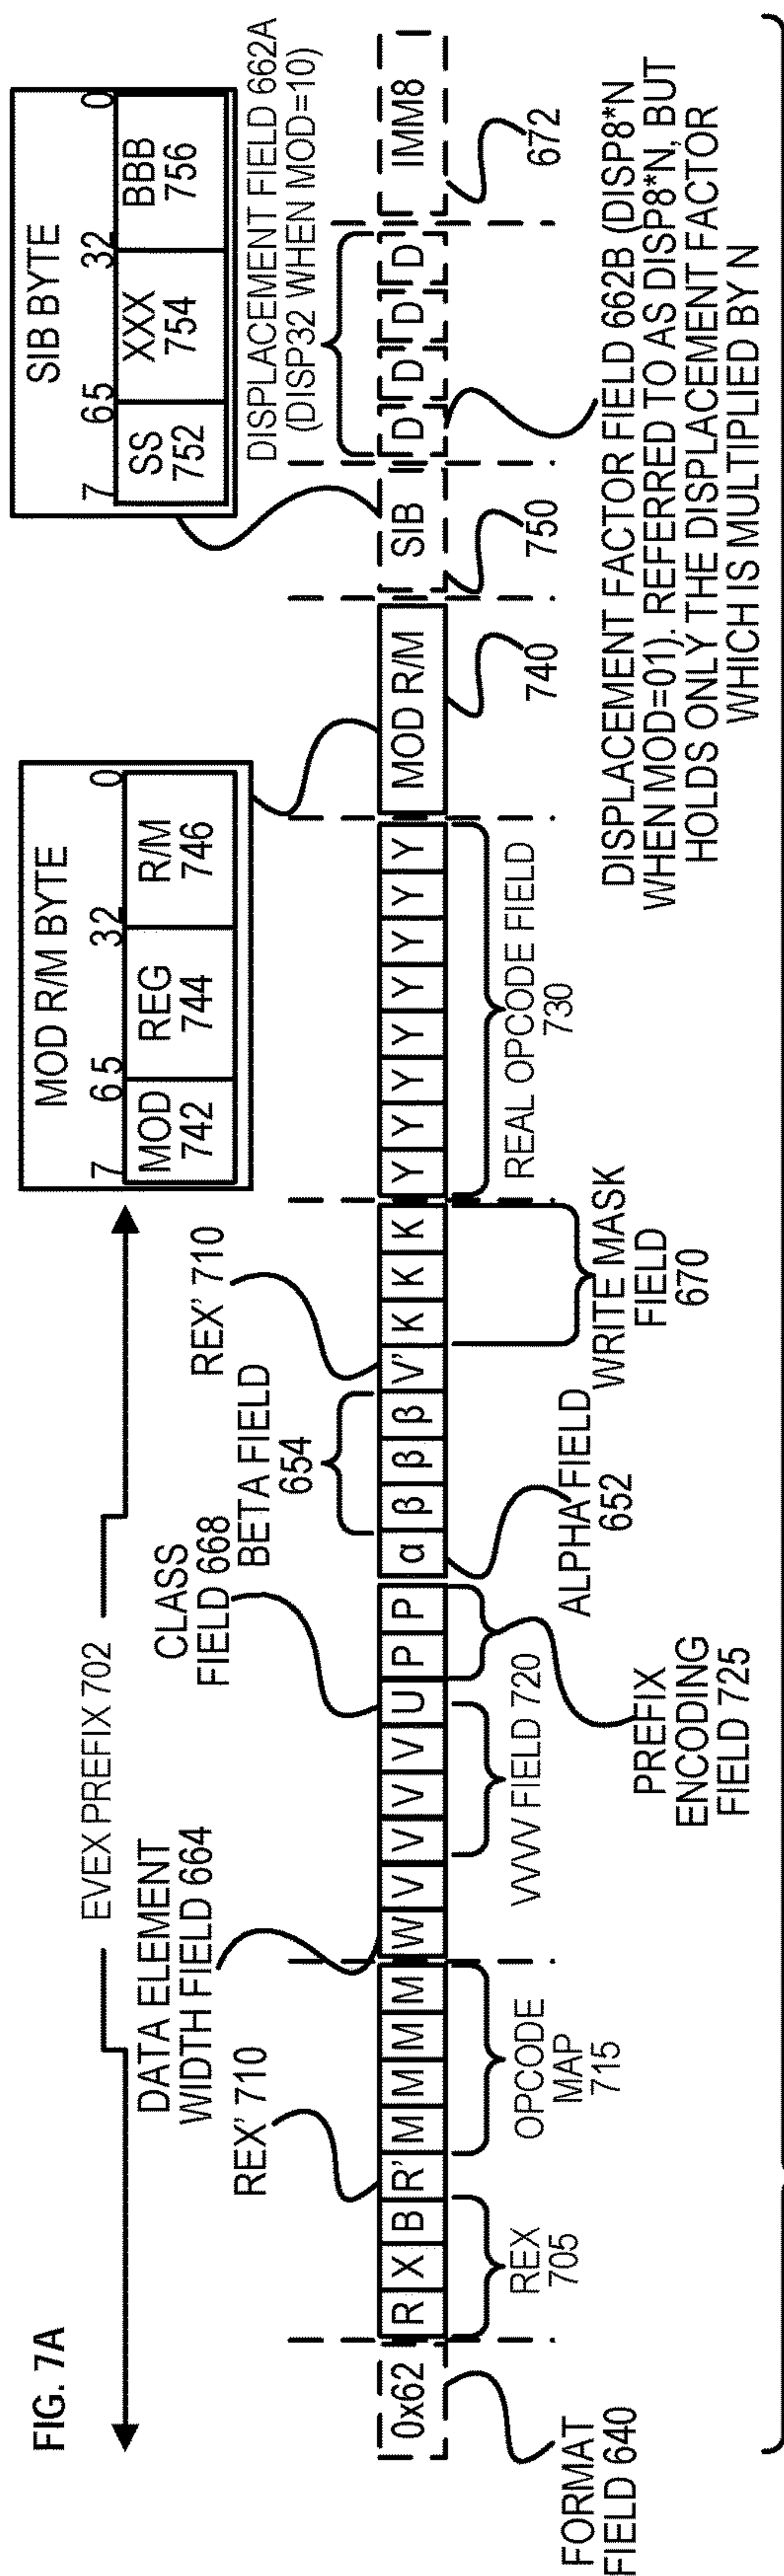 FIG. 7A
EVEX PREFIX 702
MOD R/M BYTE
7 6 5 3 2 0
MOD
742
REG
744
R/M
746
SIB BYTE
7 6 5 3 2 0
SS
752
XXX
754
BBB
756
DATA ELEMENT
WIDTH FIELD 664
REX' 710
CLASS
FIELD 668
BETA FIELD
654
REX' 710
DISPLACEMENT FIELD 662A
(DISP32 WHEN MOD=10)
0x62 R X B R' M M M M W V V V V U P P α β β β V' K K K Y Y Y Y Y Y Y Y MOD R/M SIB D D D D IMM8
FORMAT
FIELD 640
REX
705
OPCODE
MAP
715
VVVV FIELD 720
PREFIX
ENCODING
FIELD 725
ALPHA FIELD
652
WRITE MASK
FIELD
670
REAL OPCODE FIELD
730
740
750
672
DISPLACEMENT FACTOR FIELD 662B (DISP8*N
WHEN MOD=01). REFERRED TO AS DISP8*N, BUT
HOLDS ONLY THE DISPLACEMENT FACTOR
WHICH IS MULTIPLIED BY N